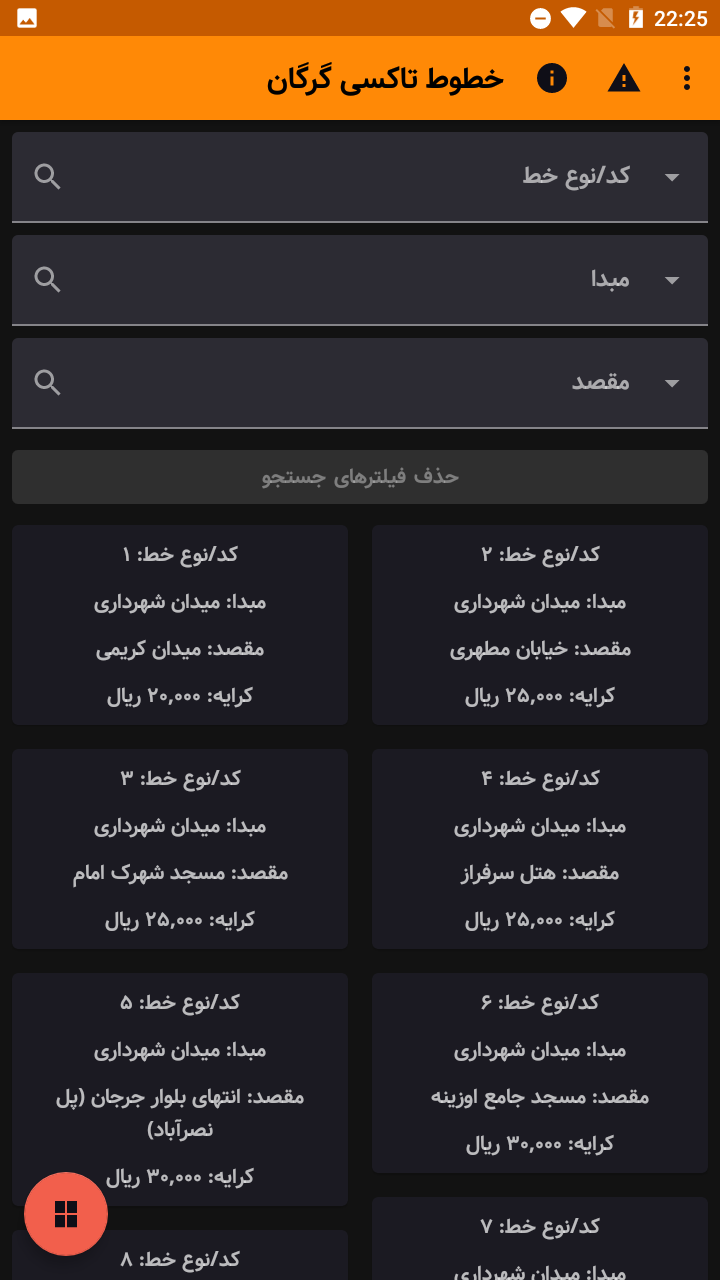 22:25
خطوط تاکسی گرگان
کد/نوع خط
مبدا
مقصد
حذف فیلترهای جستجو
کد/نوع خط: ۱
مبدا: میدان شهرداری
مقصد: میدان کریمی
کرایه: ۲۰,۰۰۰ ریال
کد/نوع خط: ۲
مبدا: میدان شهرداری
مقصد: خیابان مطهری
کرایه: ۲۵,۰۰۰ ریال
کد/نوع خط: ۳
مبدا: میدان شهرداری
مقصد: مسجد شهرک امام
کرایه: ۲۵,۰۰۰ ریال
کد/نوع خط: ۴
مبدا: میدان شهرداری
مقصد: هتل سرفراز
کرایه: ۲۵,۰۰۰ ریال
کد/نوع خط: ۵
مبدا: میدان شهرداری
مقصد: انتهای بلوار جرجان (پل
نصرآباد)
کرایه: ۳۰,۰۰۰ ریال
کد/نوع خط: ۶
مبدا: میدان شهرداری
مقصد: مسجد جامع اوزینه
کرایه: ۳۰,۰۰۰ ریال
کد/نوع خط: ۷
مبدا: میدان شهرداری
کد/نوع خط: ۸